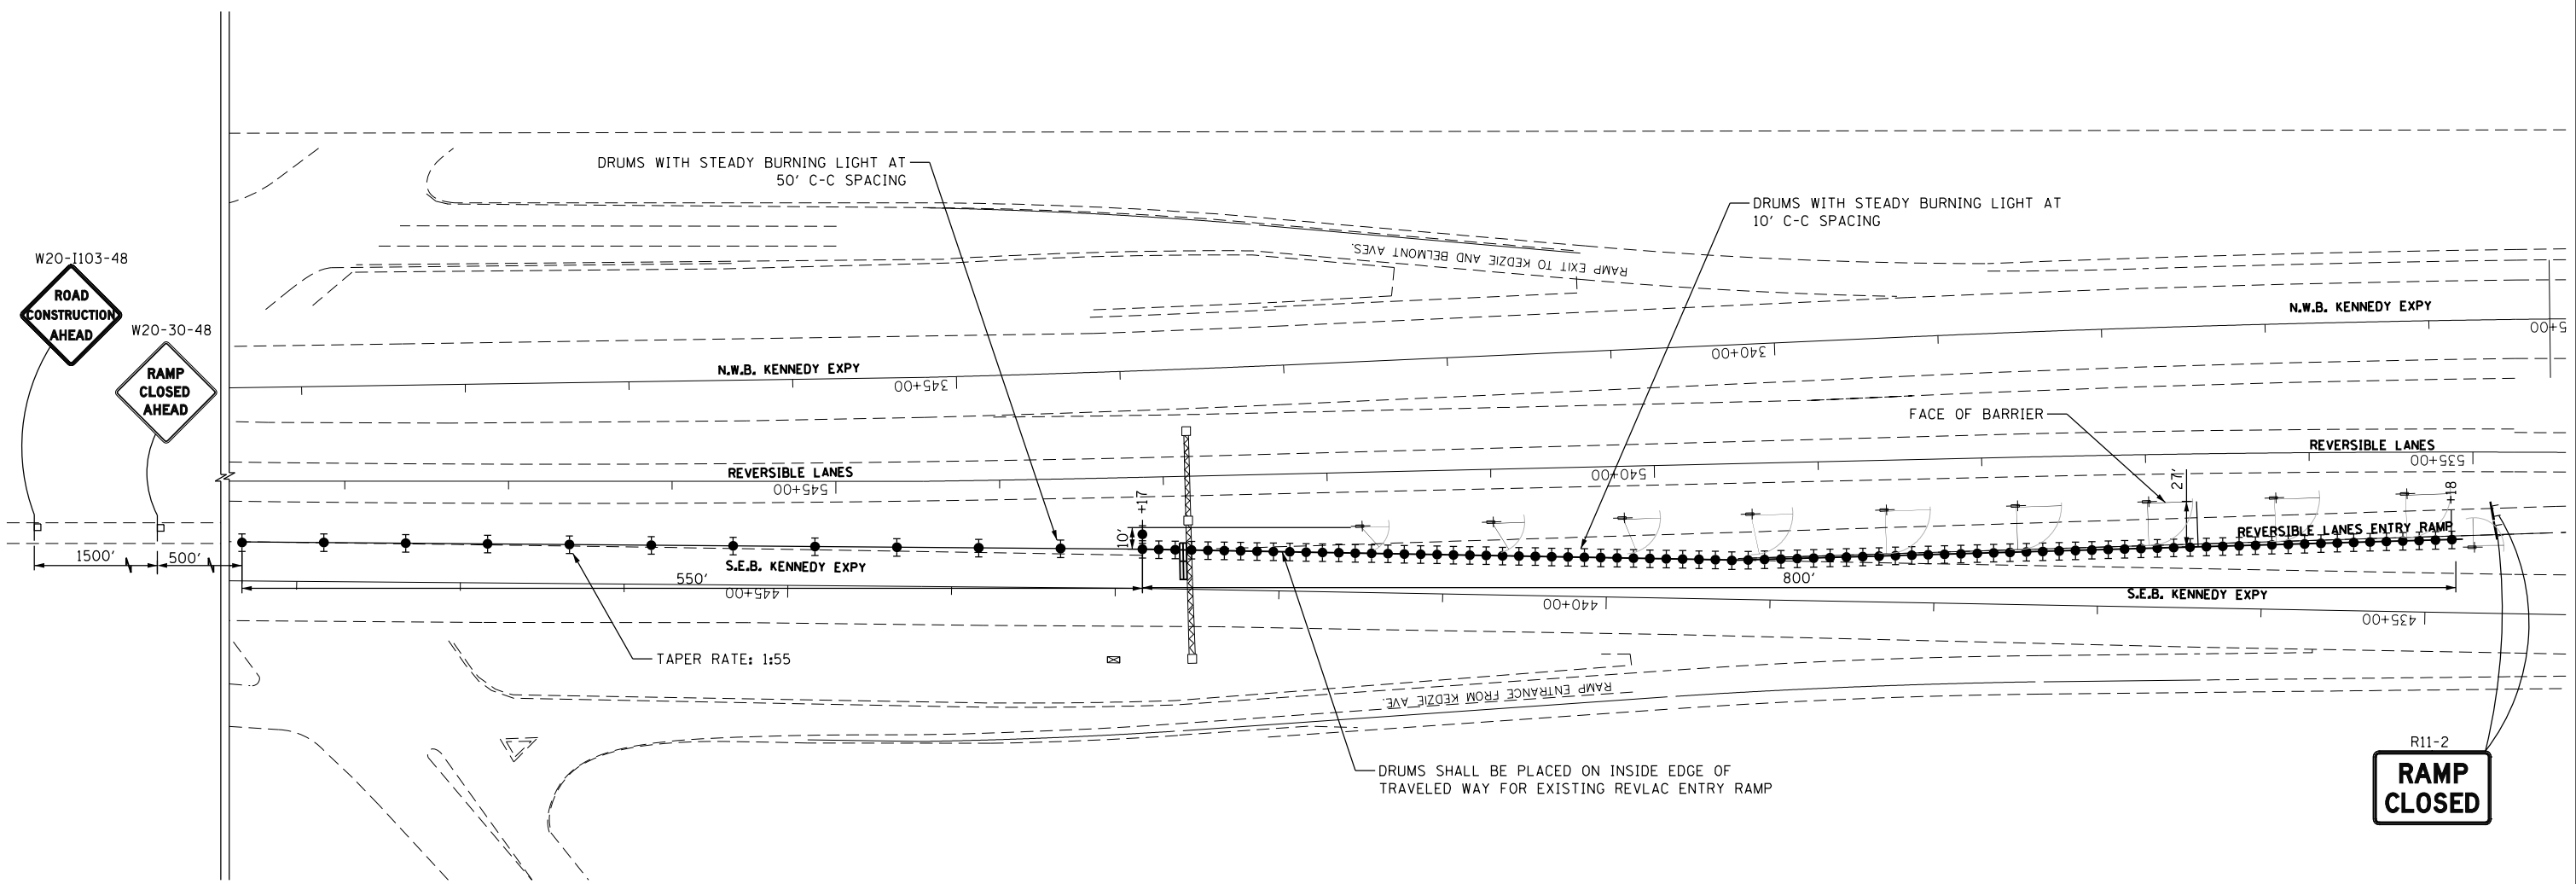 DRUMS WITH STEADY BURNING LIGHT AT
50' C-C SPACING
DRUMS WITH STEADY BURNING LIGHT AT
10' C-C SPACING
W20-I103-48
ROAD
CONSTRUCTION
AHEAD
W20-30-48
RAMP
CLOSED
AHEAD
RAMP EXIT TO KEDZIE AND BELMONT AVES.
N.W.B. KENNEDY EXPY
5+00
340+00
N.W.B. KENNEDY EXPY
345+00
FACE OF BARRIER
REVERSIBLE LANES
535+00
REVERSIBLE LANES
540+00
545+00
27'
+17
+18
10'
REVERSIBLE LANES ENTRY RAMP
1500'
500'
S.E.B. KENNEDY EXPY
550'
800'
445+00
S.E.B. KENNEDY EXPY
440+00
435+00
TAPER RATE: 1:55
RAMP ENTRANCE FROM KEDZIE AVE.
R11-2
RAMP
CLOSED
DRUMS SHALL BE PLACED ON INSIDE EDGE OF
TRAVELED WAY FOR EXISTING REVLAC ENTRY RAMP